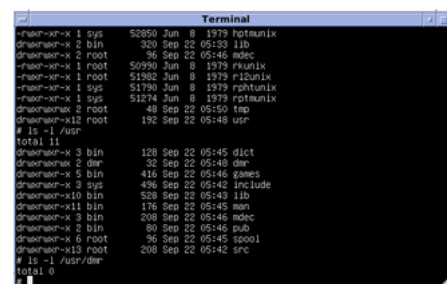 Terminal
-rwxr-xr-x 1 sys 52850 Jun 8 1979 hptmunix
drwxrwxr-x 2 bin 320 Sep 22 05:33 lib
drwxrwxr-x 2 root 96 Sep 22 05:46 mdec
-rwxr-xr-x 1 root 50990 Jun 8 1979 rkunix
-rwxr-xr-x 1 root 51982 Jun 8 1979 rl2unix
-rwxr-xr-x 1 sys 51790 Jun 8 1979 rphtunix
-rwxr-xr-x 1 sys 51274 Jun 8 1979 rptmunix
drwxrwxrwx 2 root 48 Sep 22 05:50 tmp
drwxrwxr-x12 root 192 Sep 22 05:48 usr
# ls -l /usr
total 11
drwxrwxr-x 3 bin 128 Sep 22 05:45 dict
drwxrwxrwx 2 dmr 32 Sep 22 05:48 dmr
drwxrwxr-x 5 bin 416 Sep 22 05:46 games
drwxrwxr-x 3 sys 496 Sep 22 05:42 include
drwxrwxr-x10 bin 528 Sep 22 05:43 lib
drwxrwxr-x11 bin 176 Sep 22 05:45 man
drwxrwxr-x 3 bin 208 Sep 22 05:46 mdec
drwxrwxr-x 2 bin 80 Sep 22 05:46 pub
drwxrwxr-x 6 root 96 Sep 22 05:45 spool
drwxrwxr-x13 root 208 Sep 22 05:42 src
# ls -l /usr/dmr
total 0
#